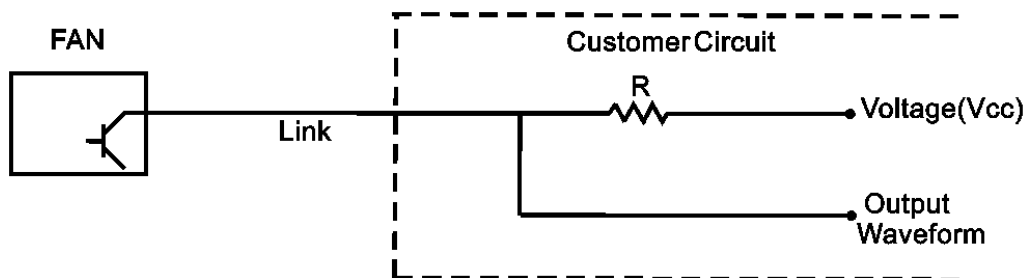 FAN
Customer Circuit
R
Voltage(Vcc)
Link
Output
Waveform